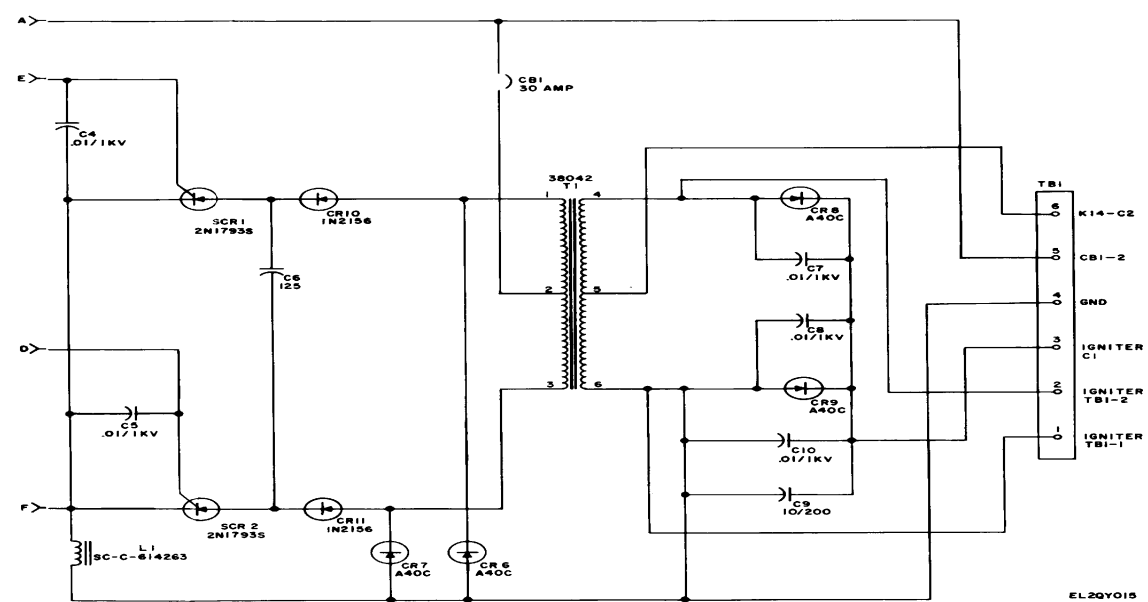 A
E
CB1
30 AMP
C4
.01/1KV
38042
T1
1
4
TB1
6
K14-C2
SCR1
2N1793S
CR10
1N2156
CR8
A40C
C7
.01/1KV
5
CB1-2
C6
125
2
5
4
GND
C8
.01/1KV
D
3
IGNITER
C1
3
6
CR9
A40C
2
IGNITER
TB1-2
C5
.01/1KV
C10
.01/1KV
1
IGNITER
TB1-1
C9
10/200
F
SCR 2
2N1793S
CR11
1N2156
L1
SC-C-614263
CR7
A40C
CR6
A40C
EL2QY015